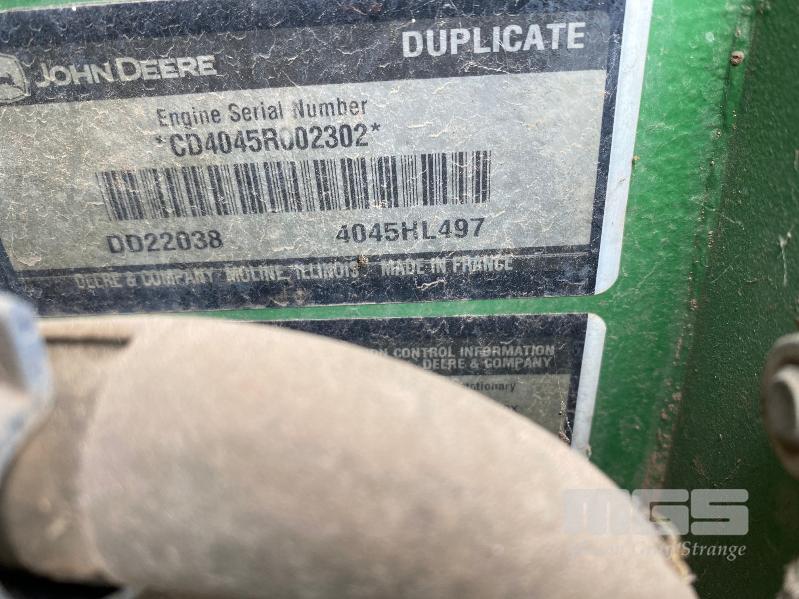 DUPLICATE
JOHN DEERE
Engine Serial Number
*CD4045R002302*
DD22038 4045HL497
DEERE & COMPANY MOLINE, ILLINOIS MADE IN FRANCE
CONTROL INFORMATION
DEERE & COMPANY
MGS
Strange